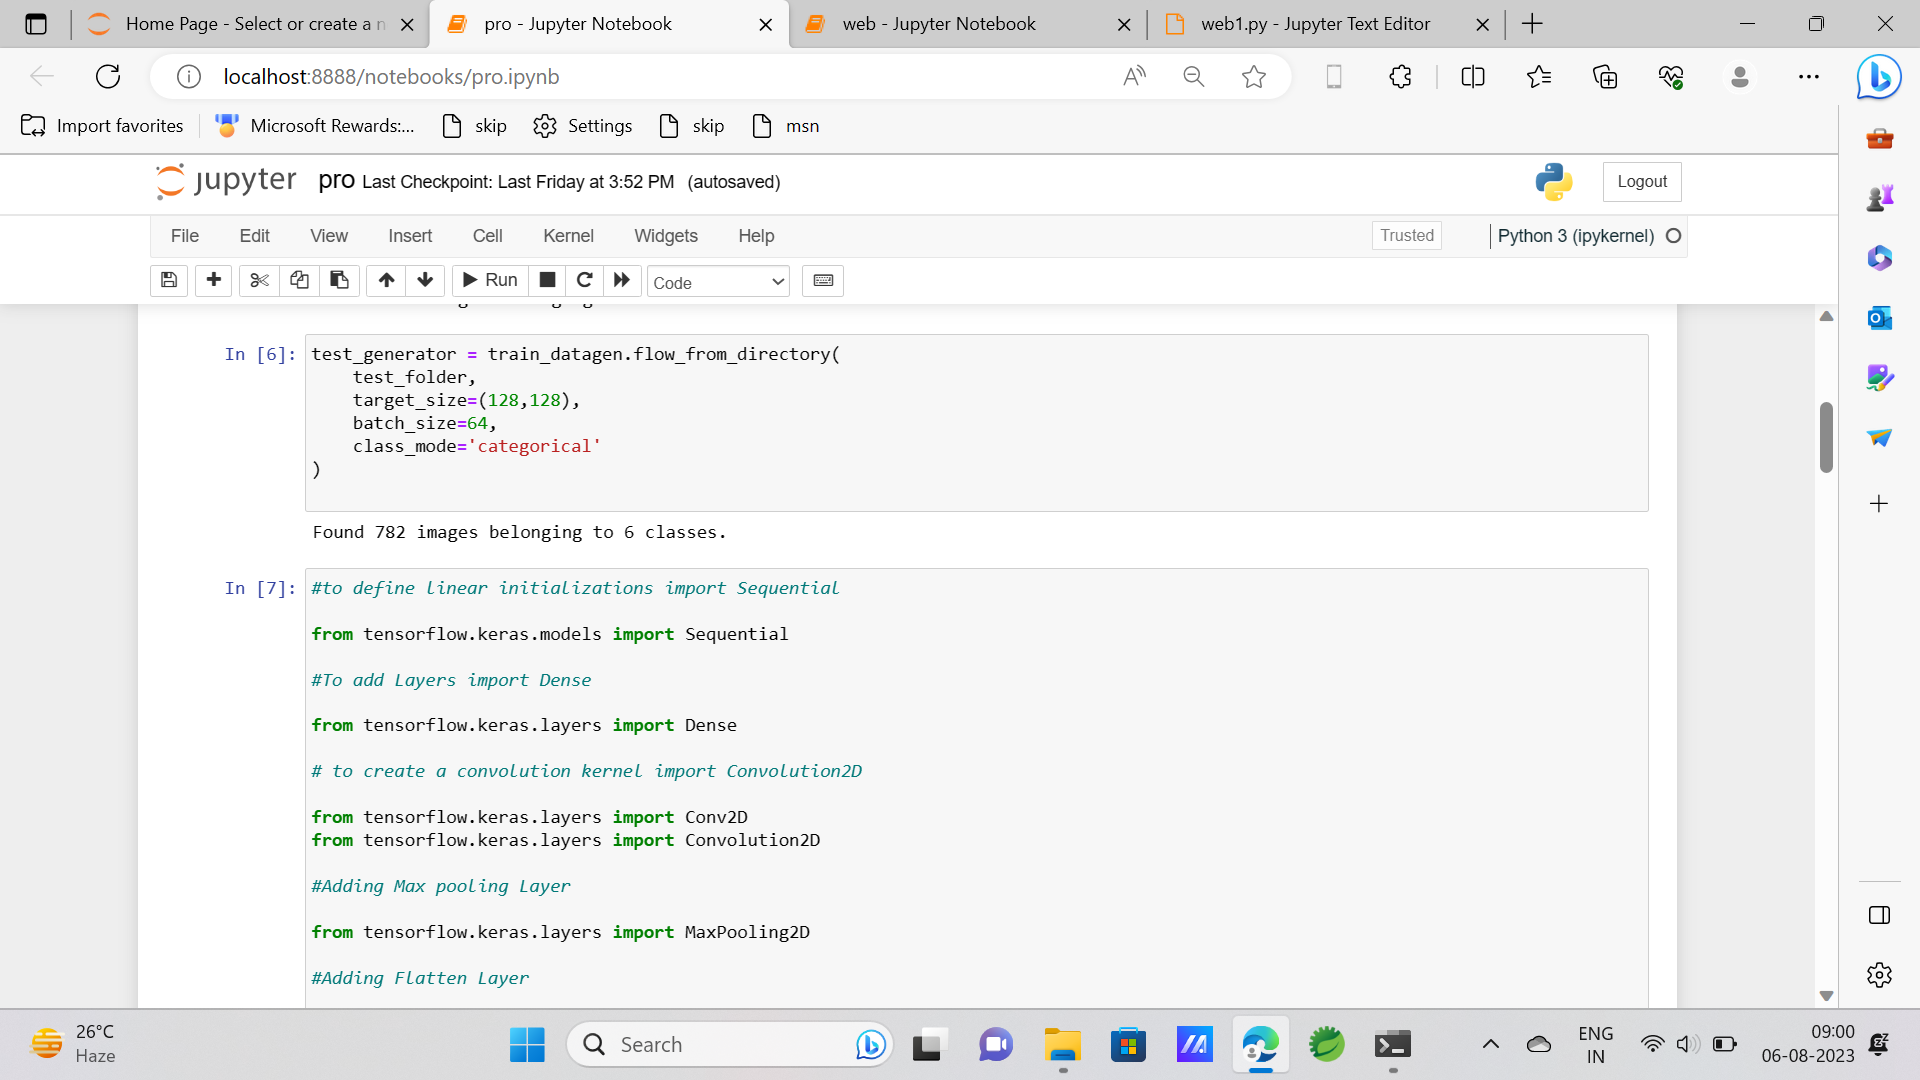 Home Page - Select or create a n
pro - Jupyter Notebook
web - Jupyter Notebook
web1.py - Jupyter Text Editor
localhost:8888/notebooks/pro.ipynb
Import favorites
Microsoft Rewards:...
skip
Settings
skip
msn
jupyter pro Last Checkpoint: Last Friday at 3:52 PM (autosaved)
Logout
File Edit View Insert Cell Kernel Widgets Help
Trusted
Python 3 (ipykernel)
Run
Code
In [6]: test_generator = train_datagen.flow_from_directory(
    test_folder,
    target_size=(128,128),
    batch_size=64,
    class_mode='categorical'
)
Found 782 images belonging to 6 classes.
In [7]: #to define linear initializations import Sequential
from tensorflow.keras.models import Sequential
#To add Layers import Dense
from tensorflow.keras.layers import Dense
# to create a convolution kernel import Convolution2D
from tensorflow.keras.layers import Conv2D
from tensorflow.keras.layers import Convolution2D
#Adding Max pooling Layer
from tensorflow.keras.layers import MaxPooling2D
#Adding Flatten Layer
26°C
Haze
Search
ENG
IN
09:00
06-08-2023